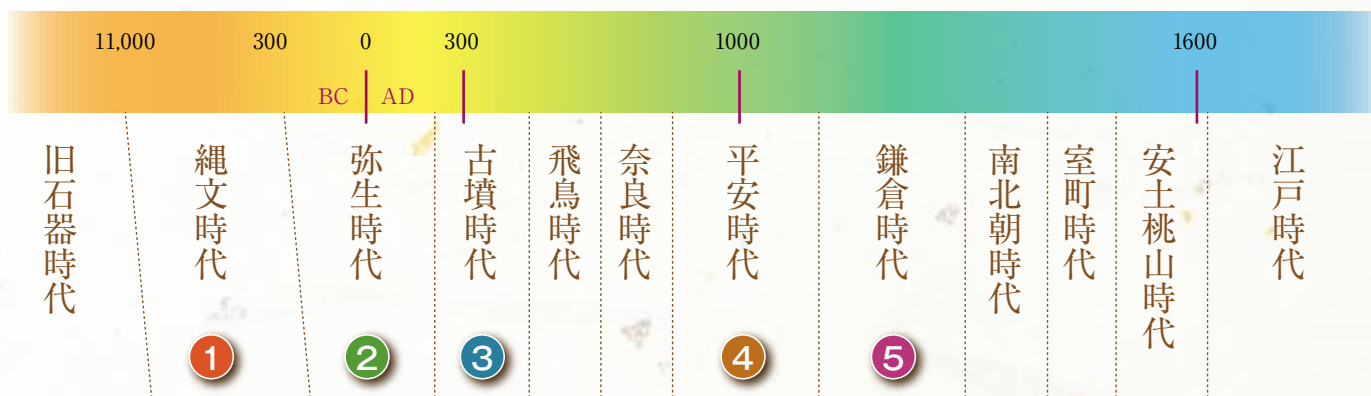 11,000 300 0 300 1000 1600
BC AD
旧石器時代
縄文時代
弥生時代
古墳時代
飛鳥時代
奈良時代
平安時代
鎌倉時代
南北朝時代
室町時代
安土桃山時代
江戸時代
1 2 3 4 5